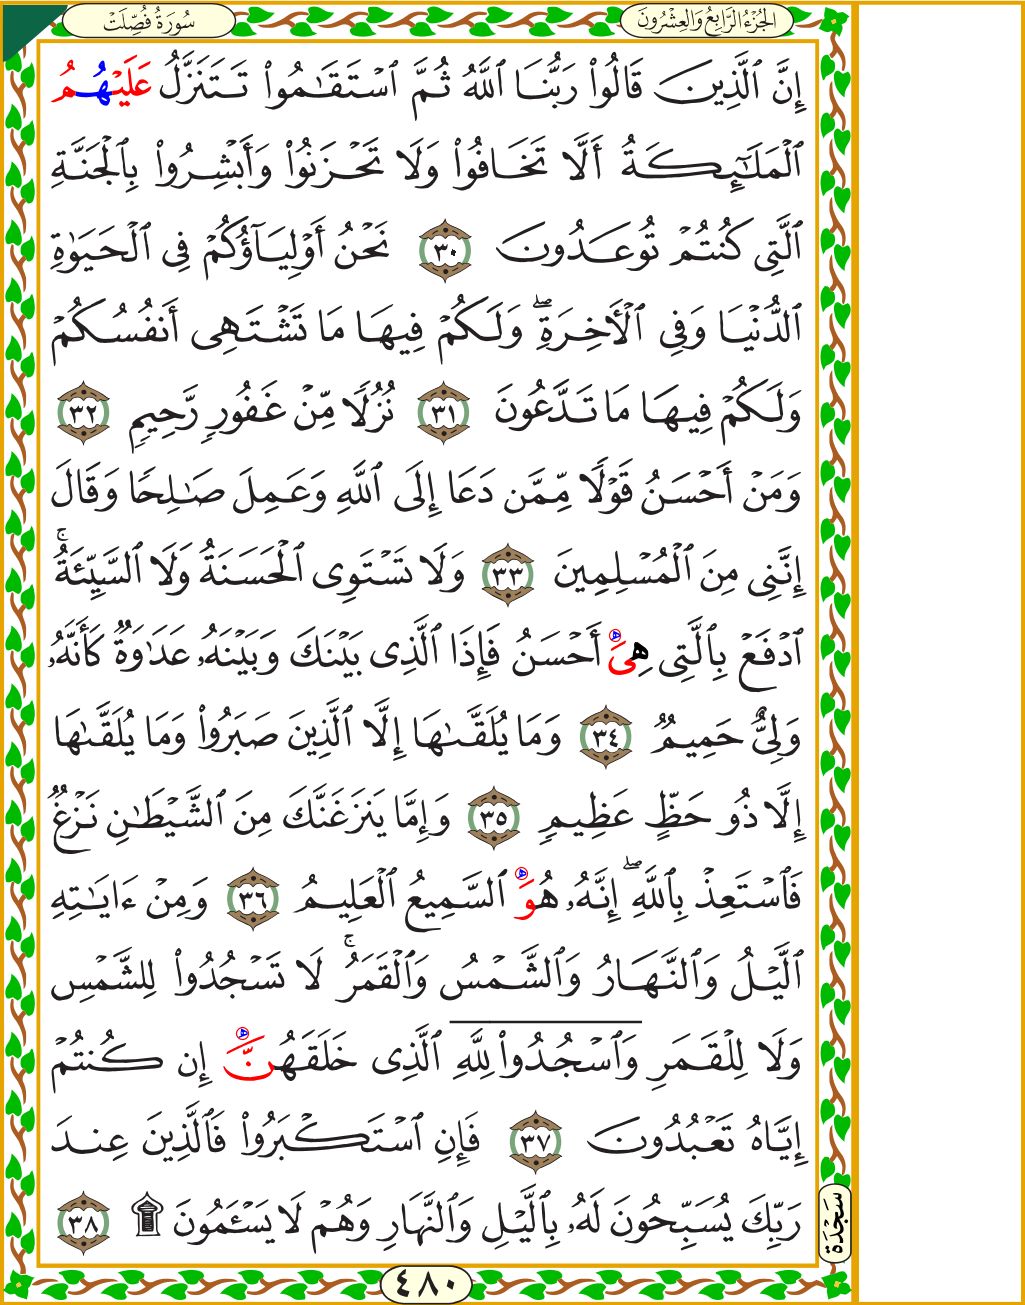 الجُزْءُ الرَّابِعُ وَالعِشْرُونَ
سُورَةُ فُصِّلَتْ
إِنَّ ٱلَّذِينَ قَالُوا۟ رَبُّنَا ٱللَّهُ ثُمَّ ٱسْتَقَٰمُوا۟ تَتَنَزَّلُ عَلَيْهُمُ
ٱلْمَلَٰٓئِكَةُ أَلَّا تَخَافُوا۟ وَلَا تَحْزَنُوا۟ وَأَبْشِرُوا۟ بِٱلْجَنَّةِ
ٱلَّتِى كُنتُمْ تُوعَدُونَ ٣٠ نَحْنُ أَوْلِيَآؤُكُمْ فِى ٱلْحَيَوٰةِ
ٱلدُّنْيَا وَفِى ٱلْأَخِرَةِ ۖ وَلَكُمْ فِيهَا مَا تَشْتَهِى أَنفُسُكُمْ
وَلَكُمْ فِيهَا مَا تَدَّعُونَ ٣١ نُزُلًا مِّنْ غَفُورٍ رَّحِيمٍ ٣٢
وَمَنْ أَحْسَنُ قَوْلًا مِّمَّن دَعَا إِلَى ٱللَّهِ وَعَمِلَ صَٰلِحًا وَقَالَ
إِنَّنِى مِنَ ٱلْمُسْلِمِينَ ٣٣ وَلَا تَسْتَوِى ٱلْحَسَنَةُ وَلَا ٱلسَّيِّئَةُ ۚ
ٱدْفَعْ بِٱلَّتِى هِىَ أَحْسَنُ فَإِذَا ٱلَّذِى بَيْنَكَ وَبَيْنَهُۥ عَدَٰوَةٌ كَأَنَّهُۥ
وَلِىٌّ حَمِيمٌ ٣٤ وَمَا يُلَقَّىٰهَا إِلَّا ٱلَّذِينَ صَبَرُوا۟ وَمَا يُلَقَّىٰهَا
إِلَّا ذُو حَظٍّ عَظِيمٍ ٣٥ وَإِمَّا يَنزَغَنَّكَ مِنَ ٱلشَّيْطَٰنِ نَزْغٌ
فَٱسْتَعِذْ بِٱللَّهِ ۖ إِنَّهُۥ هُوَ ٱلسَّمِيعُ ٱلْعَلِيمُ ٣٦ وَمِنْ ءَايَٰتِهِ
ٱلَّيْلُ وَٱلنَّهَارُ وَٱلشَّمْسُ وَٱلْقَمَرُ ۚ لَا تَسْجُدُوا۟ لِلشَّمْسِ
وَلَا لِلْقَمَرِ وَٱسْجُدُوا۟ لِلَّهِ ٱلَّذِى خَلَقَهُنَّ إِن كُنتُمْ
إِيَّاهُ تَعْبُدُونَ ٣٧ فَإِنِ ٱسْتَكْبَرُوا۟ فَٱلَّذِينَ عِندَ
رَبِّكَ يُسَبِّحُونَ لَهُۥ بِٱلَّيْلِ وَٱلنَّهَارِ وَهُمْ لَا يَسْـَٔمُونَ ۩ ٣٨
سَجْدَة
٤٨٠